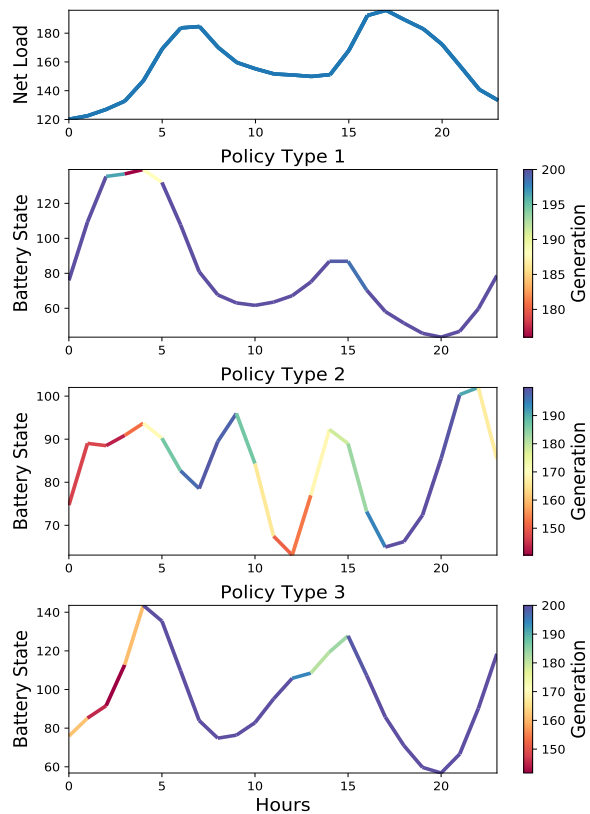 Net Load
180
160
140
120
0 5 10 15 20
Policy Type 1
Battery State
120
100
80
60
0 5 10 15 20
200
195
190
185
180
Generation
Policy Type 2
Battery State
100
90
80
70
0 5 10 15 20
190
180
170
160
150
Generation
Policy Type 3
Battery State
140
120
100
80
60
0 5 10 15 20
Hours
200
190
180
170
160
150
Generation